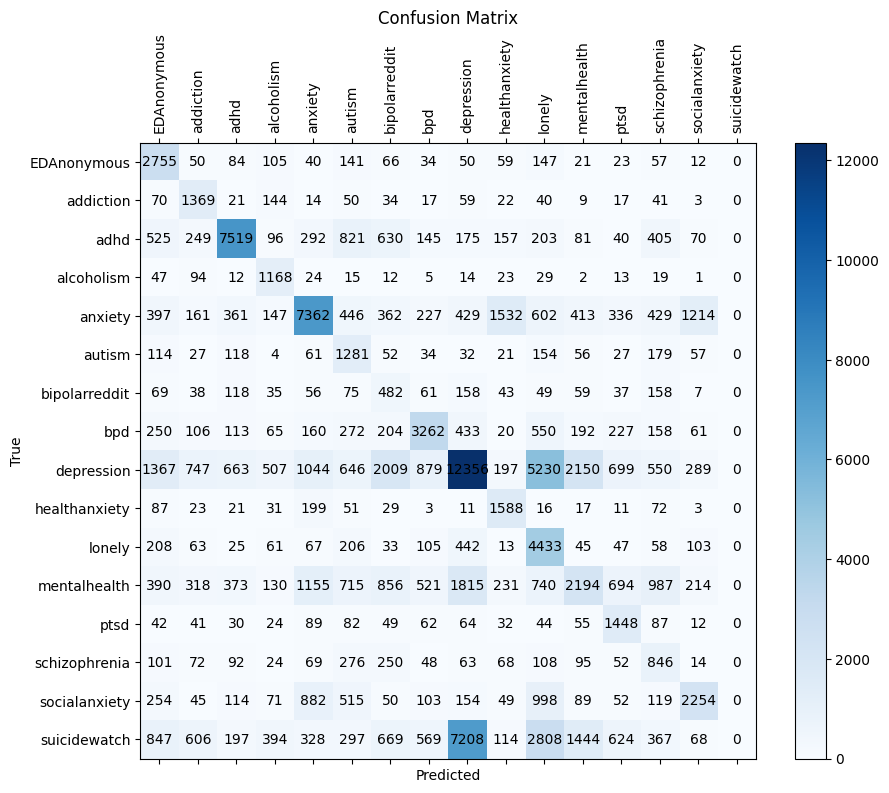 Confusion Matrix
EDAnonymous addiction adhd alcoholism anxiety autism bipolarreddit bpd depression healthanxiety lonely mentalhealth ptsd schizophrenia socialanxiety suicidewatch
EDAnonymous 2755 50 84 105 40 141 66 34 50 59 147 21 23 57 12 0
addiction 70 1369 21 144 14 50 34 17 59 22 40 9 17 41 3 0
adhd 525 249 7519 96 292 821 630 145 175 157 203 81 40 405 70 0
alcoholism 47 94 12 1168 24 15 12 5 14 23 29 2 13 19 1 0
anxiety 397 161 361 147 7362 446 362 227 429 1532 602 413 336 429 1214 0
autism 114 27 118 4 61 1281 52 34 32 21 154 56 27 179 57 0
bipolarreddit 69 38 118 35 56 75 482 61 158 43 49 59 37 158 7 0
bpd 250 106 113 65 160 272 204 3262 433 20 550 192 227 158 61 0
depression 1367 747 663 507 1044 646 2009 879 12356 197 5230 2150 699 550 289 0
healthanxiety 87 23 21 31 199 51 29 3 11 1588 16 17 11 72 3 0
lonely 208 63 25 61 67 206 33 105 442 13 4433 45 47 58 103 0
mentalhealth 390 318 373 130 1155 715 856 521 1815 231 740 2194 694 987 214 0
ptsd 42 41 30 24 89 82 49 62 64 32 44 55 1448 87 12 0
schizophrenia 101 72 92 24 69 276 250 48 63 68 108 95 52 846 14 0
socialanxiety 254 45 114 71 882 515 50 103 154 49 998 89 52 119 2254 0
suicidewatch 847 606 197 394 328 297 669 569 7208 114 2808 1444 624 367 68 0
True
Predicted
12000
10000
8000
6000
4000
2000
0